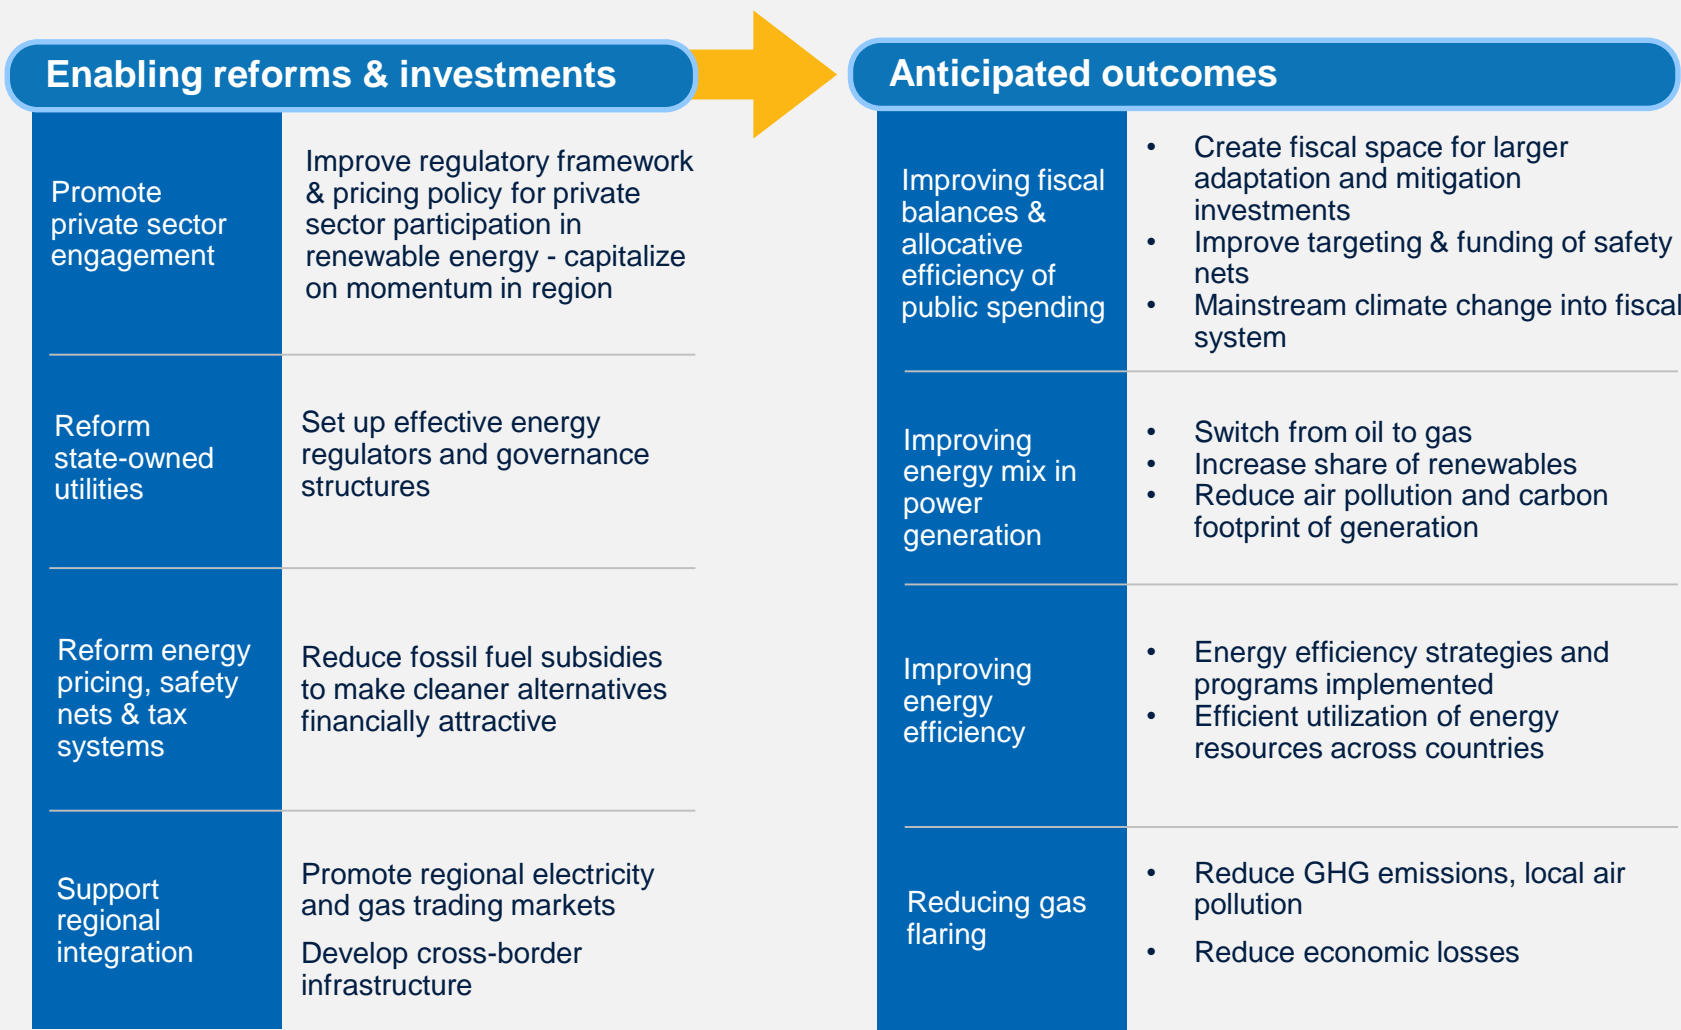 Enabling reforms & investments
Promote
private sector
engagement
Improve regulatory framework
& pricing policy for private
sector participation in
renewable energy - capitalize
on momentum in region
Reform
state-owned
utilities
Set up effective energy
regulators and governance
structures
Reform energy
pricing, safety
nets & tax
systems
Reduce fossil fuel subsidies
to make cleaner alternatives
financially attractive
Support
regional
integration
Promote regional electricity
and gas trading markets
Develop cross-border
infrastructure
Anticipated outcomes
Improving fiscal
balances &
allocative
efficiency of
public spending
• Create fiscal space for larger
adaptation and mitigation
investments
• Improve targeting & funding of safety
nets
• Mainstream climate change into fiscal
system
Improving
energy mix in
power
generation
• Switch from oil to gas
• Increase share of renewables
• Reduce air pollution and carbon
footprint of generation
Improving
energy
efficiency
• Energy efficiency strategies and
programs implemented
• Efficient utilization of energy
resources across countries
Reducing gas
flaring
• Reduce GHG emissions, local air
pollution
• Reduce economic losses